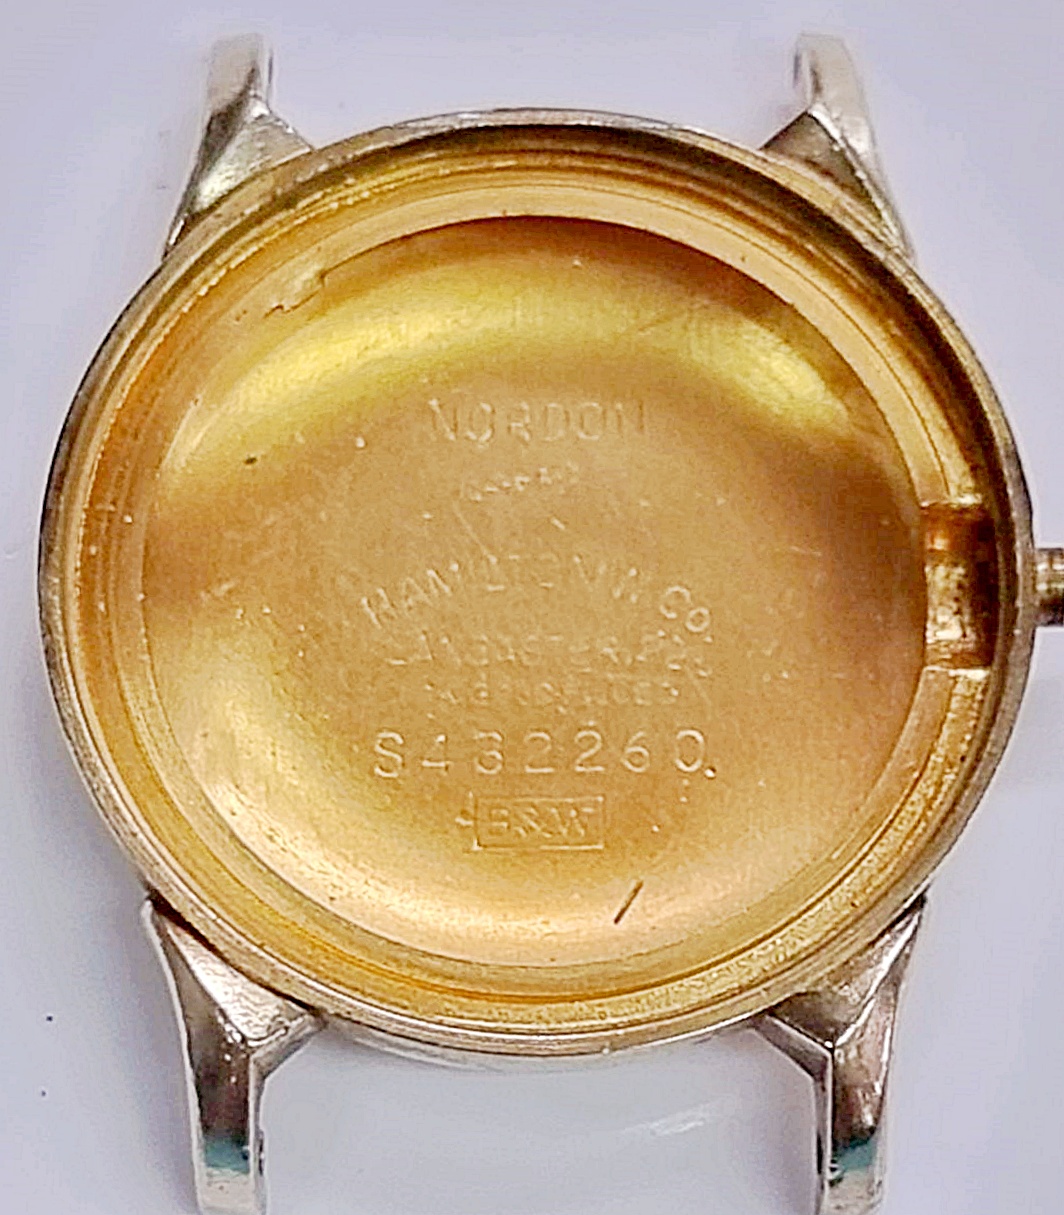 NORDON
HAMILTON W. CO
LANCASTER, PA.
S432260
B&W